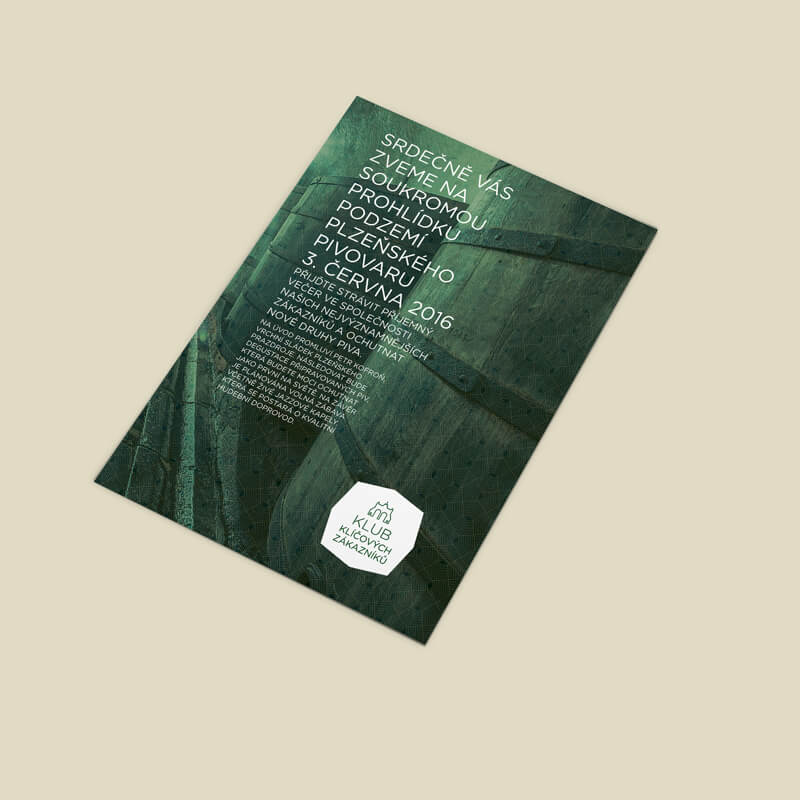 SRDEČNĚ VÁS
ZVEME NA
SOUKROMOU
PROHLÍDKU
PODZEMÍ
PLZEŇSKÉHO
PIVOVARU
3. ČERVNA 2016
PŘIJĎTE STRÁVIT PŘÍJEMNÝ
VEČER VE SPOLEČNOSTI
NAŠICH NEJVÝZNAMNĚJŠÍCH
ZÁKAZNÍKŮ A OCHUTNAT
NOVÉ DRUHY PIVA.
NA ÚVOD PROMLUVÍ PETR KOFROŇ,
VRCHNÍ SLÁDEK PLZEŇSKÉHO
PRAZDROJE. NÁSLEDOVAT BUDE
DEGUSTACE PŘIPRAVOVANÝCH PIV,
KTERÁ BUDETE MOCI OCHUTNAT
JAKO PRVNÍ NA SVĚTĚ. NA ZÁVĚR
JE PLÁNOVÁNA VOLNÁ ZÁBAVA
VČETNĚ ŽIVÉ JAZZOVÉ KAPELY,
KTERÁ SE POSTARÁ O KVALITNÍ
HUDEBNÍ DOPROVOD.
KLUB
KLÍČOVÝCH
ZÁKAZNÍKŮ